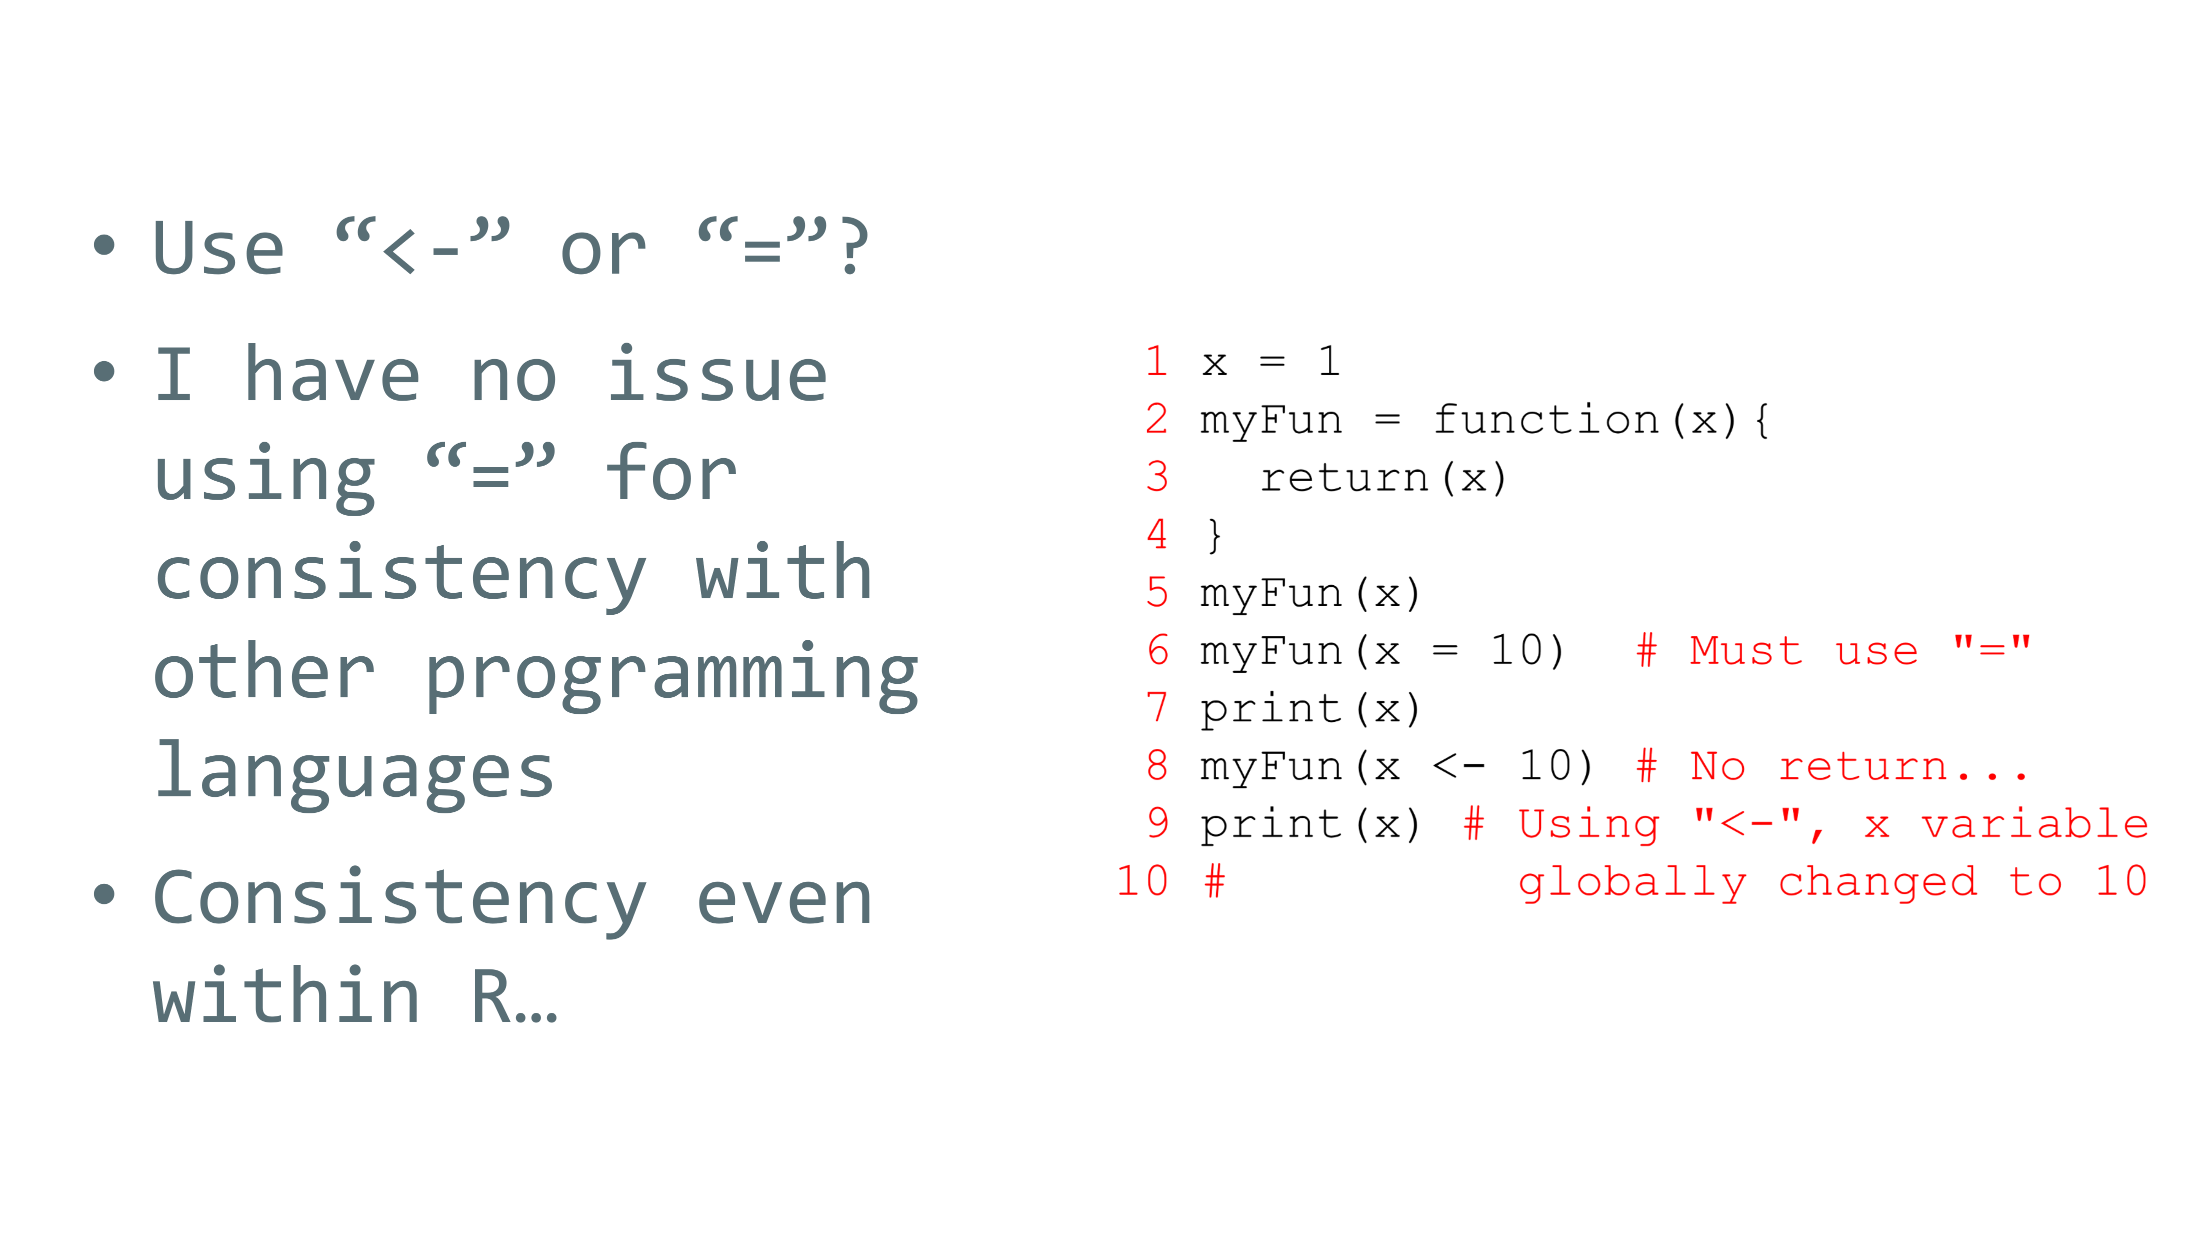 • Use “<-” or “=”?
• I have no issue
using “=” for
consistency with
other programming
languages
• Consistency even
within R…
1 x = 1
2 myFun = function(x){
3   return(x)
4 }
5 myFun(x)
6 myFun(x = 10)  # Must use "="
7 print(x)
8 myFun(x <- 10) # No return...
9 print(x) # Using "<-", x variable
10 #          globally changed to 10